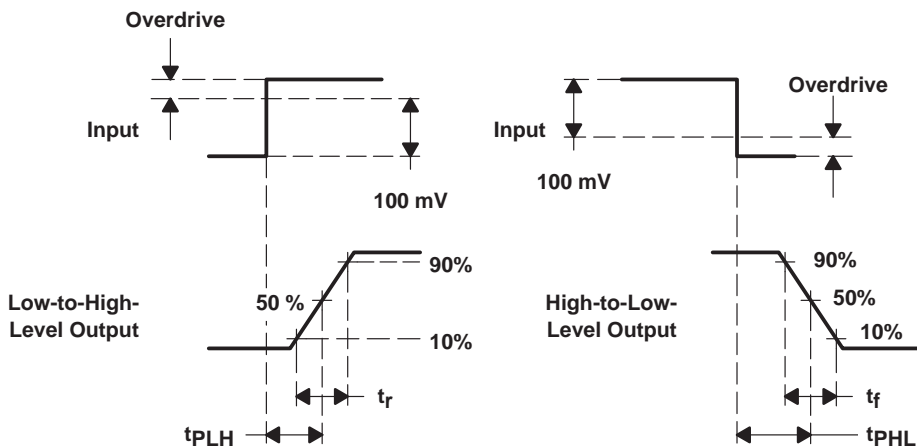 Overdrive
Input
100 mV
Overdrive
Input
100 mV
Low-to-High-
Level Output
50 %
90%
10%
tr
tPLH
High-to-Low-
Level Output
90%
50%
10%
tf
tPHL